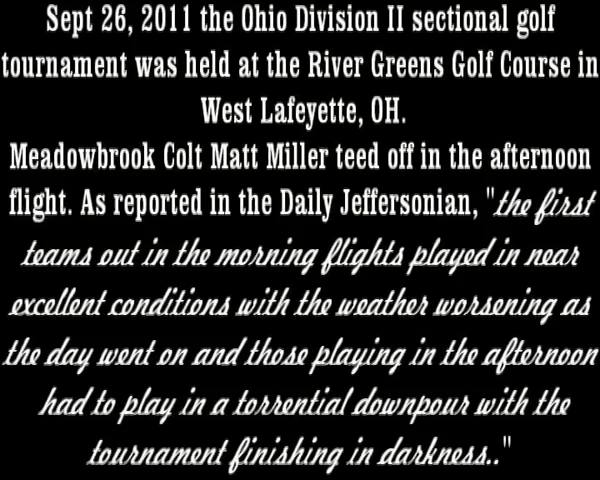 Sept 26, 2011 the Ohio Division II sectional golf
tournament was held at the River Greens Golf Course in
West Lafeyette, OH.
Meadowbrook Colt Matt Miller teed off in the afternoon
flight. As reported in the Daily Jeffersonian, "the first
teams out in the morning flights played in near
excellent conditions with the weather worsening as
the day went on and those playing in the afternoon
had to play in a torrential downpour with the
tournament finishing in darkness.."